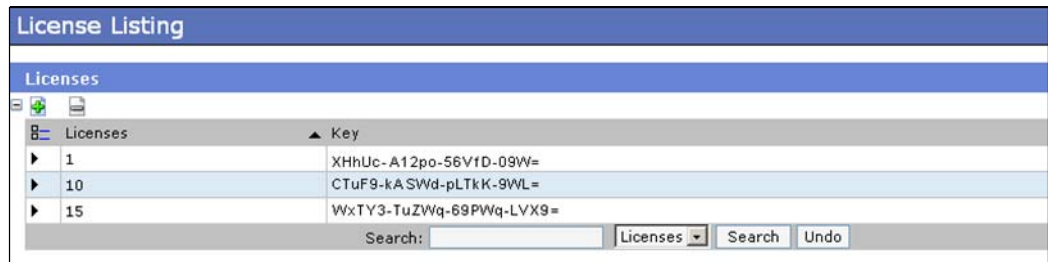 License Listing
Licenses
Licenses Key
1 XHhUc-A12po-56VfD-09W=
10 CTuF9-kASWd-pLTkK-9WL=
15 WxTY3-TuZWq-69PWq-LVX9=
Search: Licenses Search Undo